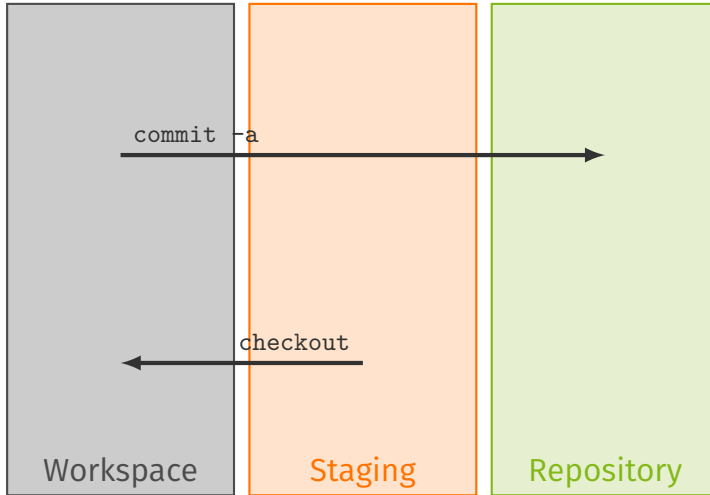 commit -a
checkout
Workspace
Staging
Repository